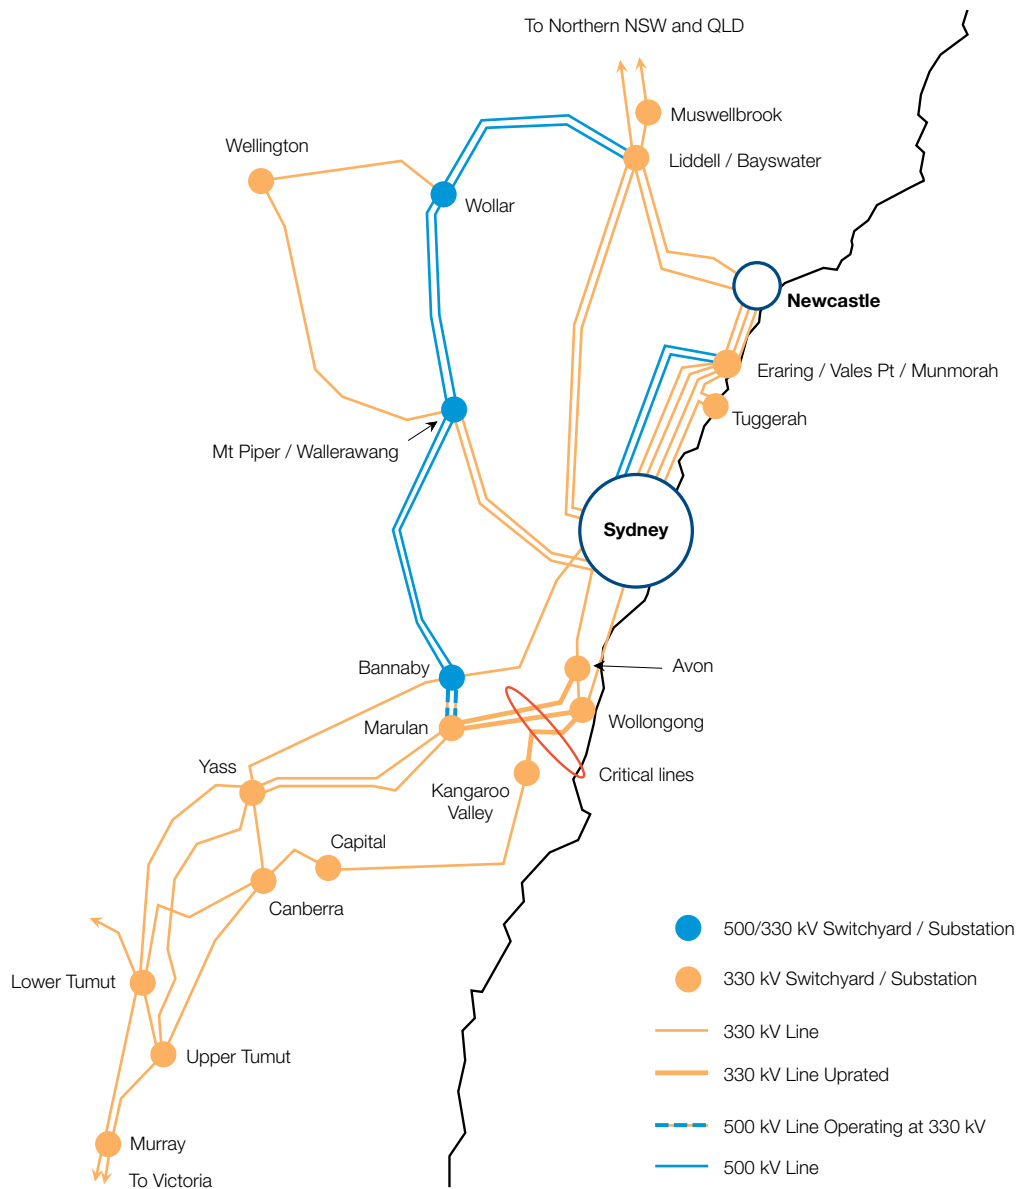 To Northern NSW and QLD
Muswellbrook
Wellington
Liddell / Bayswater
Wollar
Newcastle
Eraring / Vales Pt / Munmorah
Tuggerah
Mt Piper / Wallerawang
Sydney
Bannaby
Avon
Marulan
Wollongong
Yass
Critical lines
Kangaroo
Valley
Capital
Canberra
500/330 kV Switchyard / Substation
Lower Tumut
330 kV Switchyard / Substation
330 kV Line
Upper Tumut
330 kV Line Uprated
500 kV Line Operating at 330 kV
Murray
500 kV Line
To Victoria